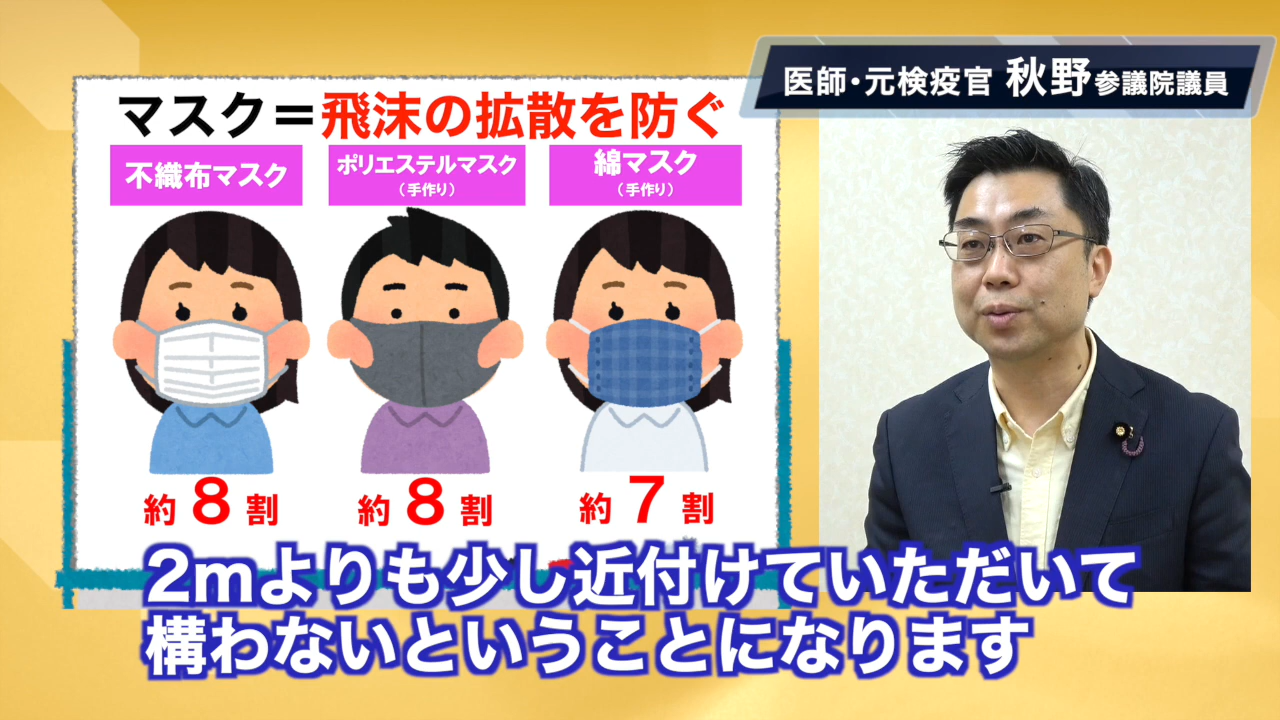 医師・元検疫官 秋野参議院議員
マスク＝飛沫の拡散を防ぐ
不織布マスク
ポリエステルマスク
（手作り）
綿マスク
（手作り）
約8割
約8割
約7割
2mよりも少し近付けていただいて
構わないということになります